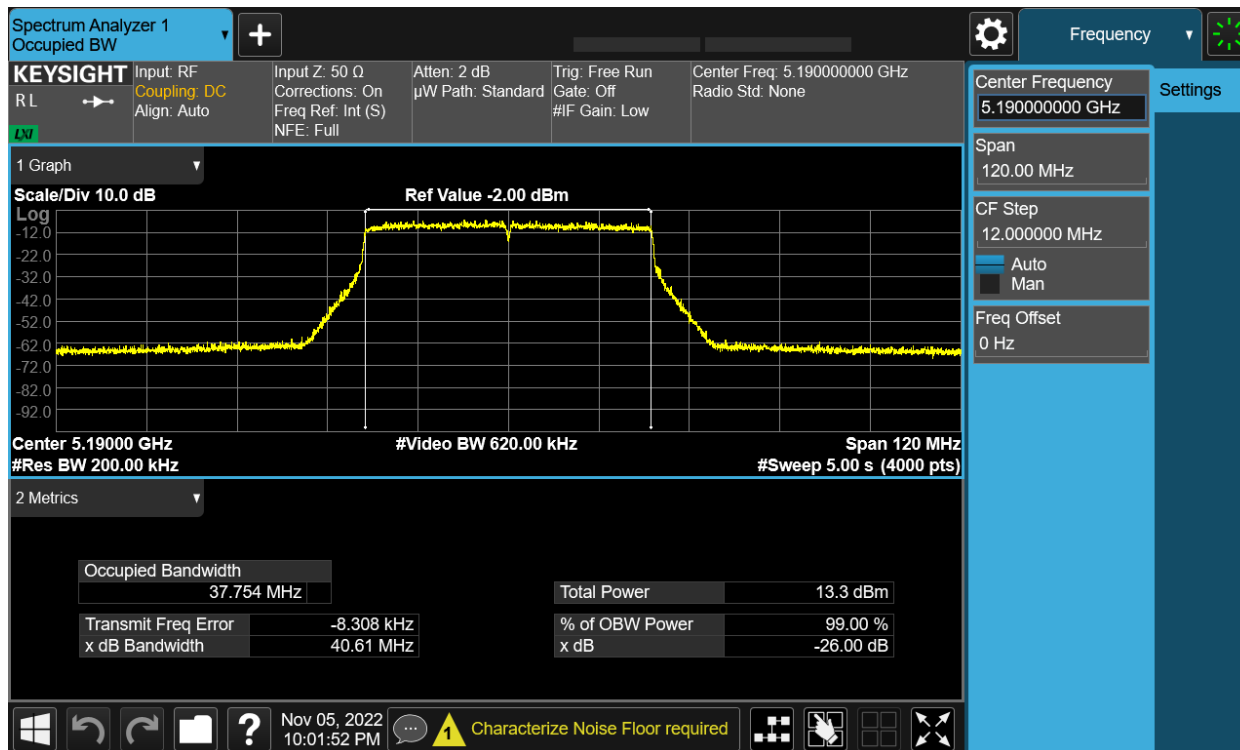 Spectrum Analyzer 1
Occupied BW
Frequency
KEYSIGHT
RL
LXI
Input: RF
Coupling: DC
Align: Auto
Input Z: 50 Ω
Corrections: On
Freq Ref: Int (S)
NFE: Full
Atten: 2 dB
µW Path: Standard
Trig: Free Run
Gate: Off
#IF Gain: Low
Center Freq: 5.190000000 GHz
Radio Std: None
Center Frequency
5.190000000 GHz
Settings
Span
120.00 MHz
CF Step
12.000000 MHz
Auto
Man
Freq Offset
0 Hz
1 Graph
Scale/Div 10.0 dB
Ref Value -2.00 dBm
Log
-12.0
-22.0
-32.0
-42.0
-52.0
-62.0
-72.0
-82.0
-92.0
Center 5.19000 GHz
#Video BW 620.00 kHz
Span 120 MHz
#Res BW 200.00 kHz
#Sweep 5.00 s (4000 pts)
2 Metrics
Occupied Bandwidth
37.754 MHz
Total Power 13.3 dBm
Transmit Freq Error -8.308 kHz
% of OBW Power 99.00 %
x dB Bandwidth 40.61 MHz
x dB -26.00 dB
?
Nov 05, 2022
10:01:52 PM
1
Characterize Noise Floor required